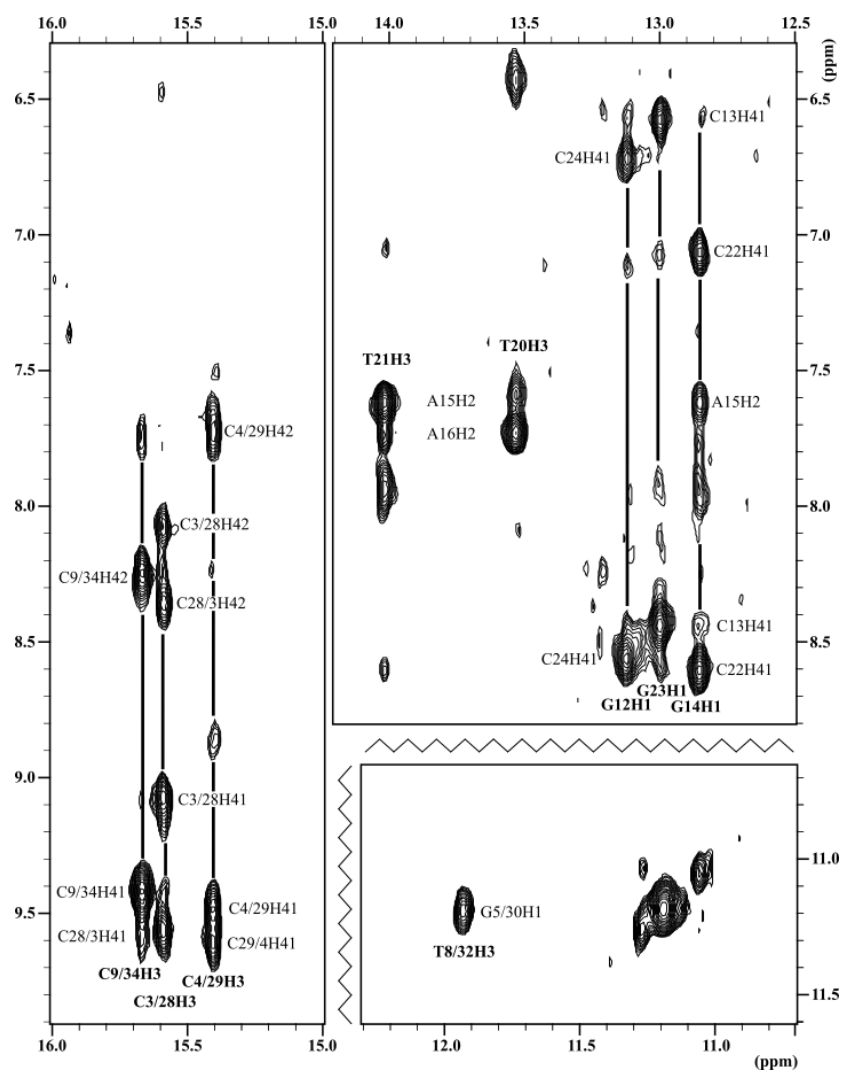 16.0 15.5 15.0 14.0 13.5 13.0 12.5
(ppm)
6.5 6.5
C13H41
C24H41
7.0 7.0
C22H41
T21H3 T20H3
7.5 7.5
A15H2 A15H2
C4/29H42 A16H2
8.0 8.0
C3/28H42
C9/34H42
C28/3H42
C13H41
8.5 C24H41 8.5
C22H41
G23H1
G12H1 G14H1
9.0
C3/28H41
11.0
C9/34H41
9.5 C4/29H41 G5/30H1
C28/3H41 C29/4H41
T8/32H3
C9/34H3 C4/29H3
C3/28H3
11.5
16.0 15.5 15.0 12.0 11.5 11.0
(ppm)